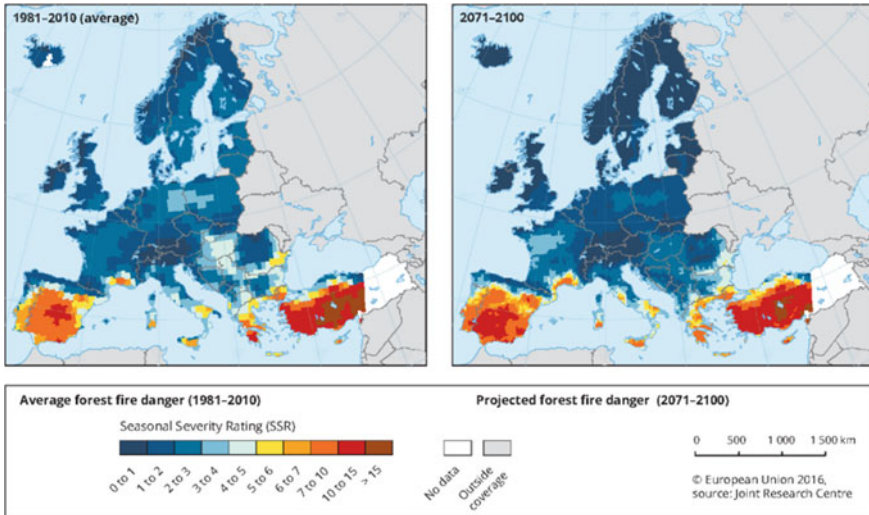 1981–2010 (average)
2071–2100
Average forest fire danger (1981–2010)
Projected forest fire danger (2071–2100)
Seasonal Severity Rating (SSR)
0 to 1
1 to 2
2 to 3
3 to 4
4 to 5
5 to 6
6 to 7
7 to 10
10 to 15
> 15
No data
Outside
coverage
0 500 1 000 1 500 km
© European Union 2016,
source: Joint Research Centre